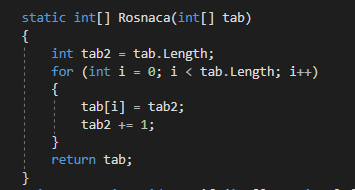 static int[] Rosnaca(int[] tab)
{
int tab2 = tab.Length;
for (int i = 0; i < tab.Length; i++)
{
tab[i] = tab2;
tab2 += 1;
}
return tab;
}